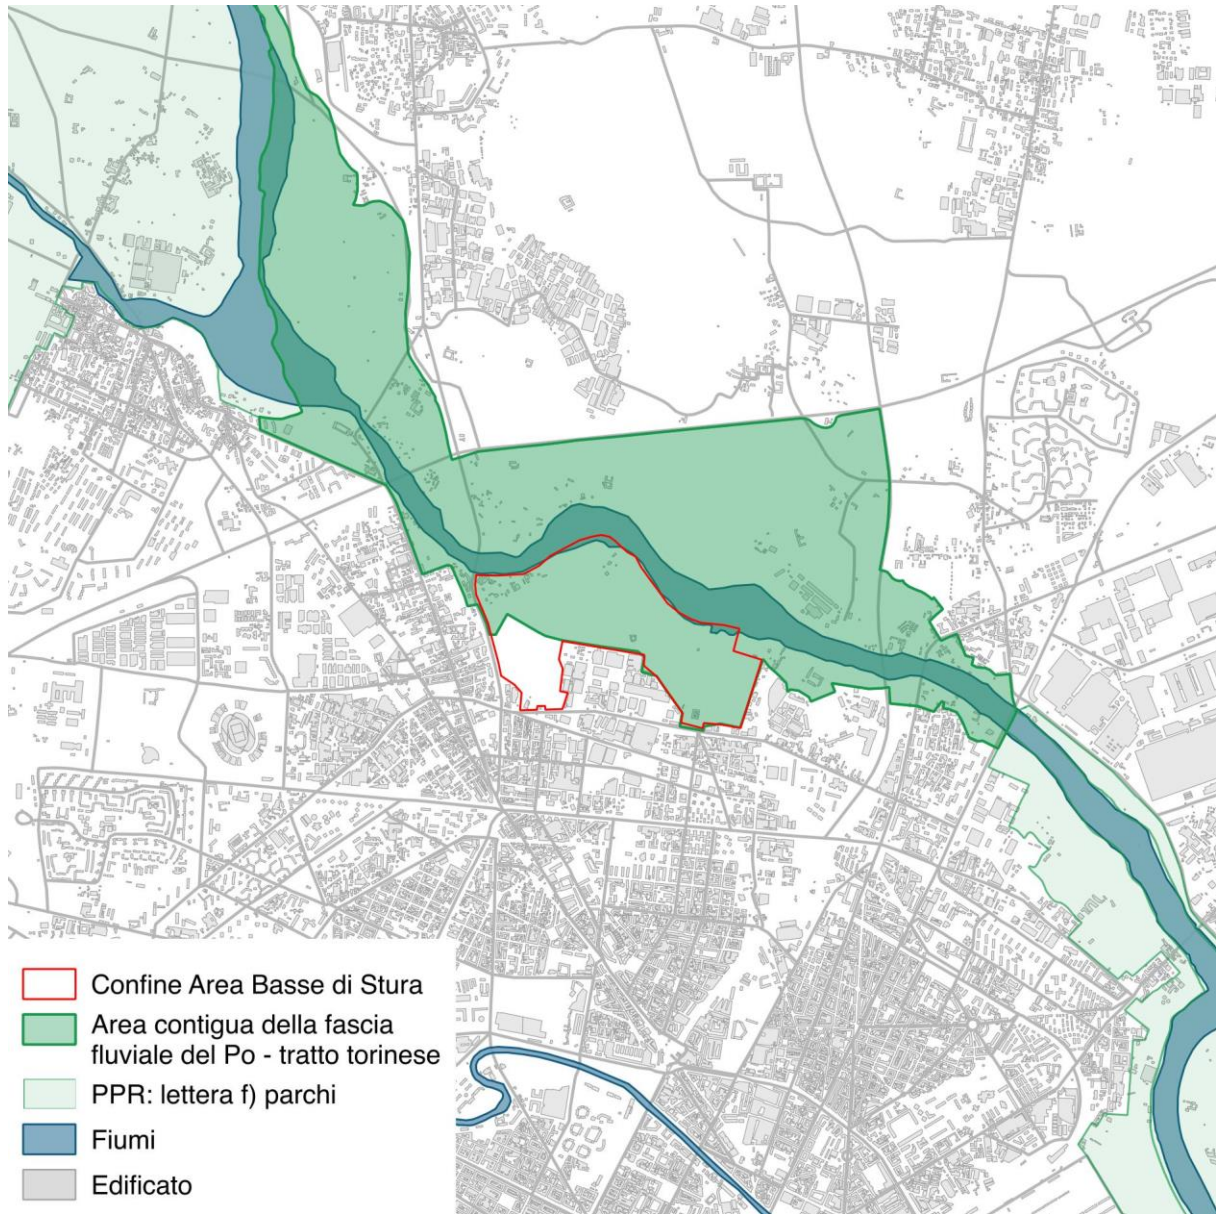 Confine Area Basse di Stura
Area contigua della fascia
fluviale del Po - tratto torinese
PPR: lettera f) parchi
Fiumi
Edificato